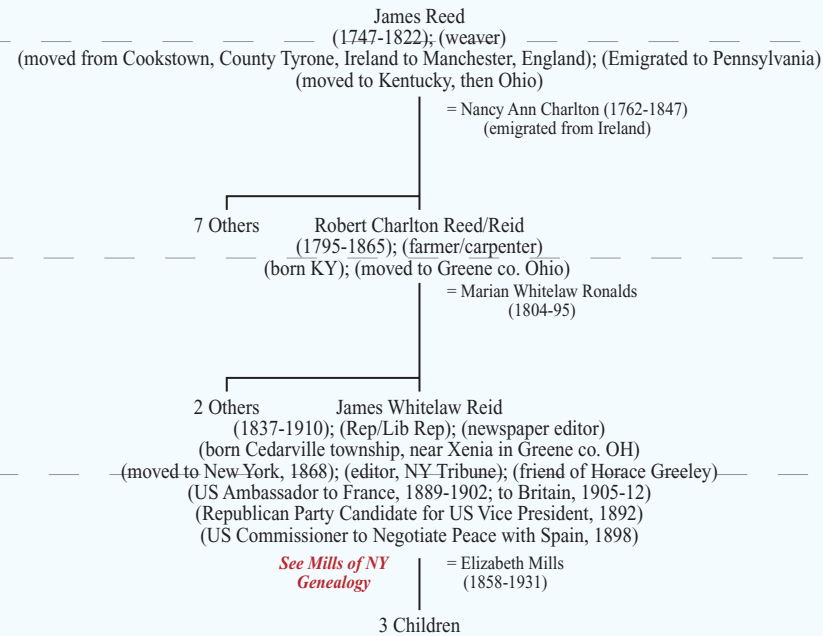 James Reed
(1747-1822); (weaver)
(moved from Cookstown, County Tyrone, Ireland to Manchester, England); (Emigrated to Pennsylvania)
(moved to Kentucky, then Ohio)
= Nancy Ann Charlton (1762-1847)
(emigrated from Ireland)
7 Others
Robert Charlton Reed/Reid
(1795-1865); (farmer/carpenter)
(born KY); (moved to Greene co. Ohio)
= Marian Whitelaw Ronalds
(1804-95)
2 Others
James Whitelaw Reid
(1837-1910); (Rep/Lib Rep); (newspaper editor)
(born Cedarville township, near Xenia in Greene co. OH)
(moved to New York, 1868); (editor, NY Tribune); (friend of Horace Greeley)
(US Ambassador to France, 1889-1902; to Britain, 1905-12)
(Republican Party Candidate for US Vice President, 1892)
(US Commissioner to Negotiate Peace with Spain, 1898)
See Mills of NY
Genealogy
= Elizabeth Mills
(1858-1931)
3 Children